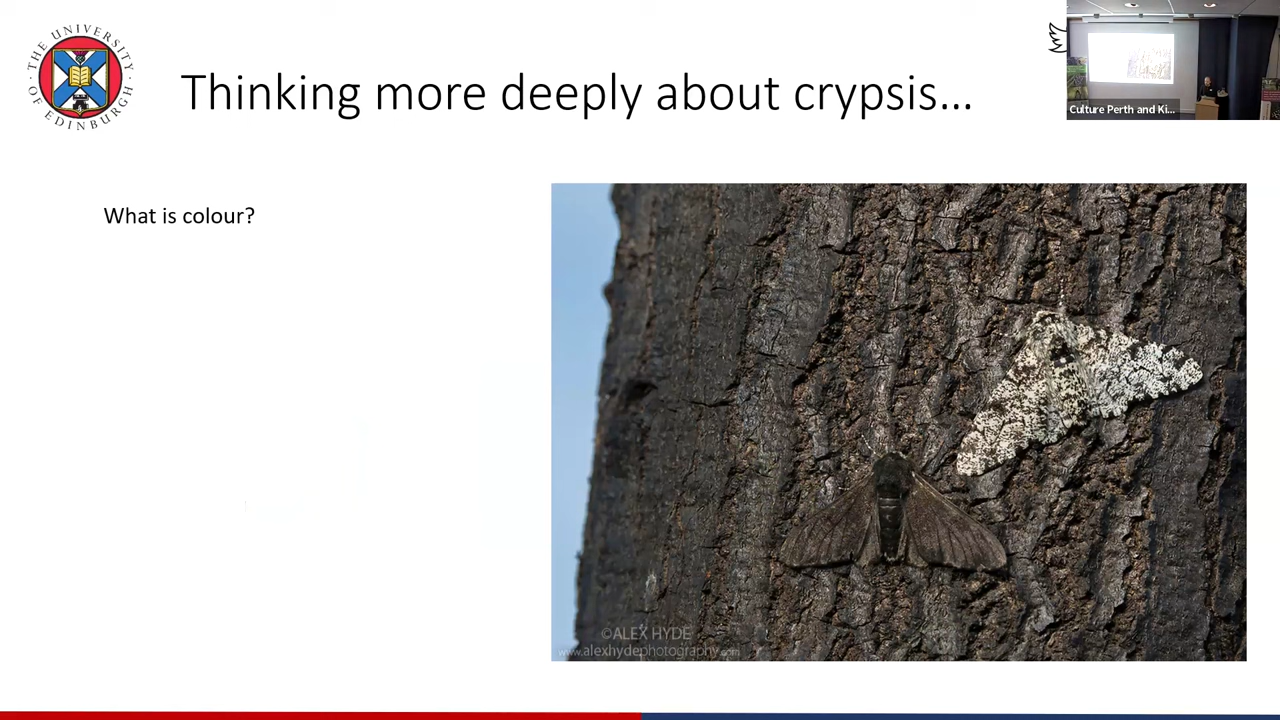 THE UNIVERSITY
OF EDINBURGH
Thinking more deeply about crypsis...
Culture Perth and Ki...
What is colour?
©ALEX HYDE
www.alexhydephotography.com